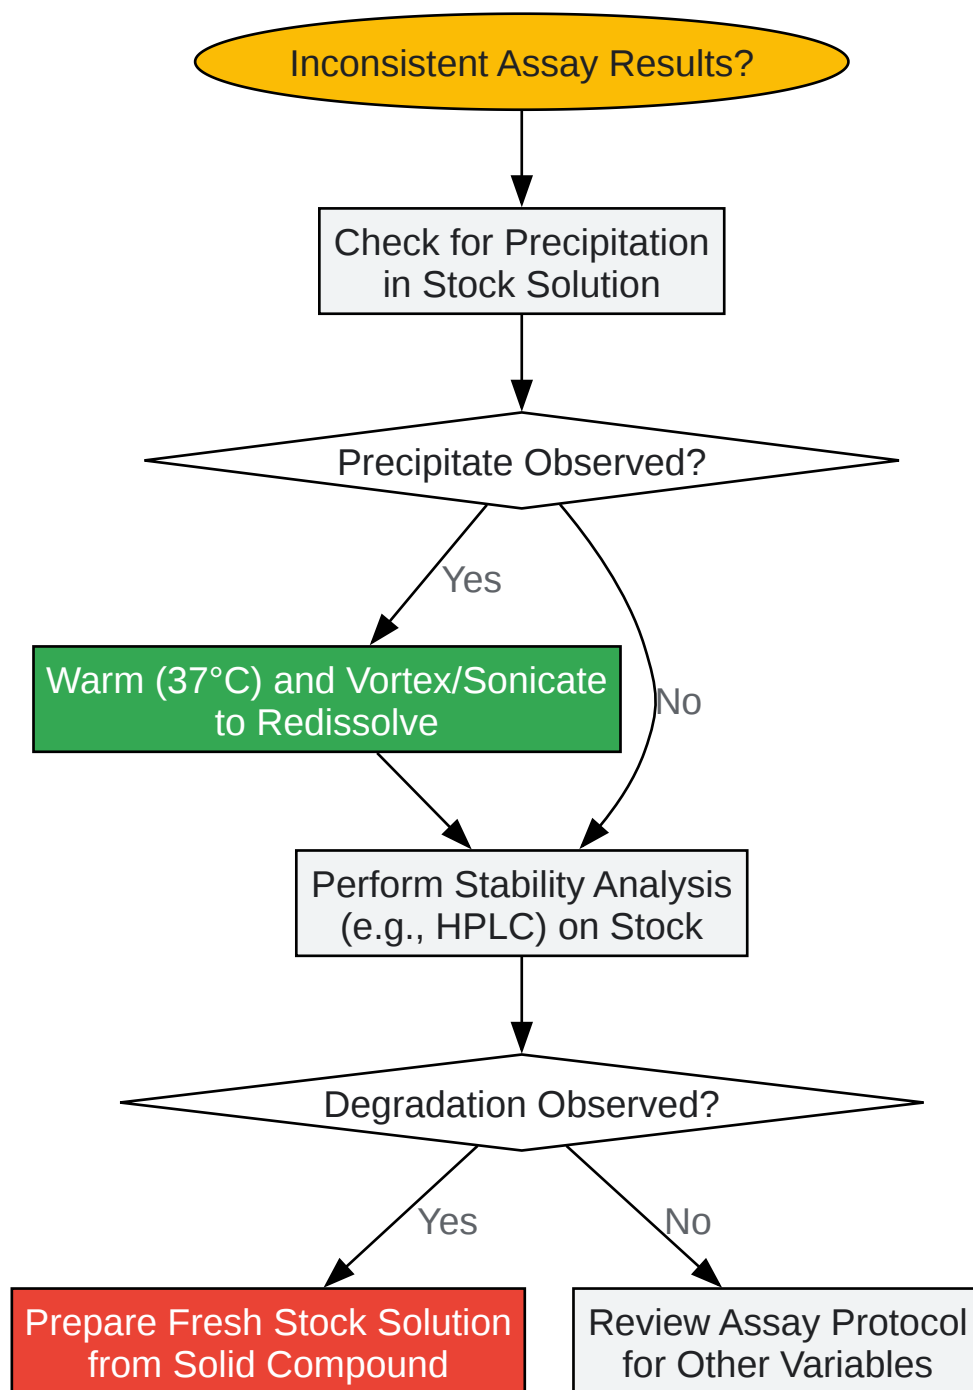 Inconsistent Assay Results?
Check for Precipitation
in Stock Solution
Precipitate Observed?
Yes
Warm (37°C) and Vortex/Sonicate
to Redissolve
No
Perform Stability Analysis
(e.g., HPLC) on Stock
Degradation Observed?
Yes
No
Prepare Fresh Stock Solution
from Solid Compound
Review Assay Protocol
for Other Variables